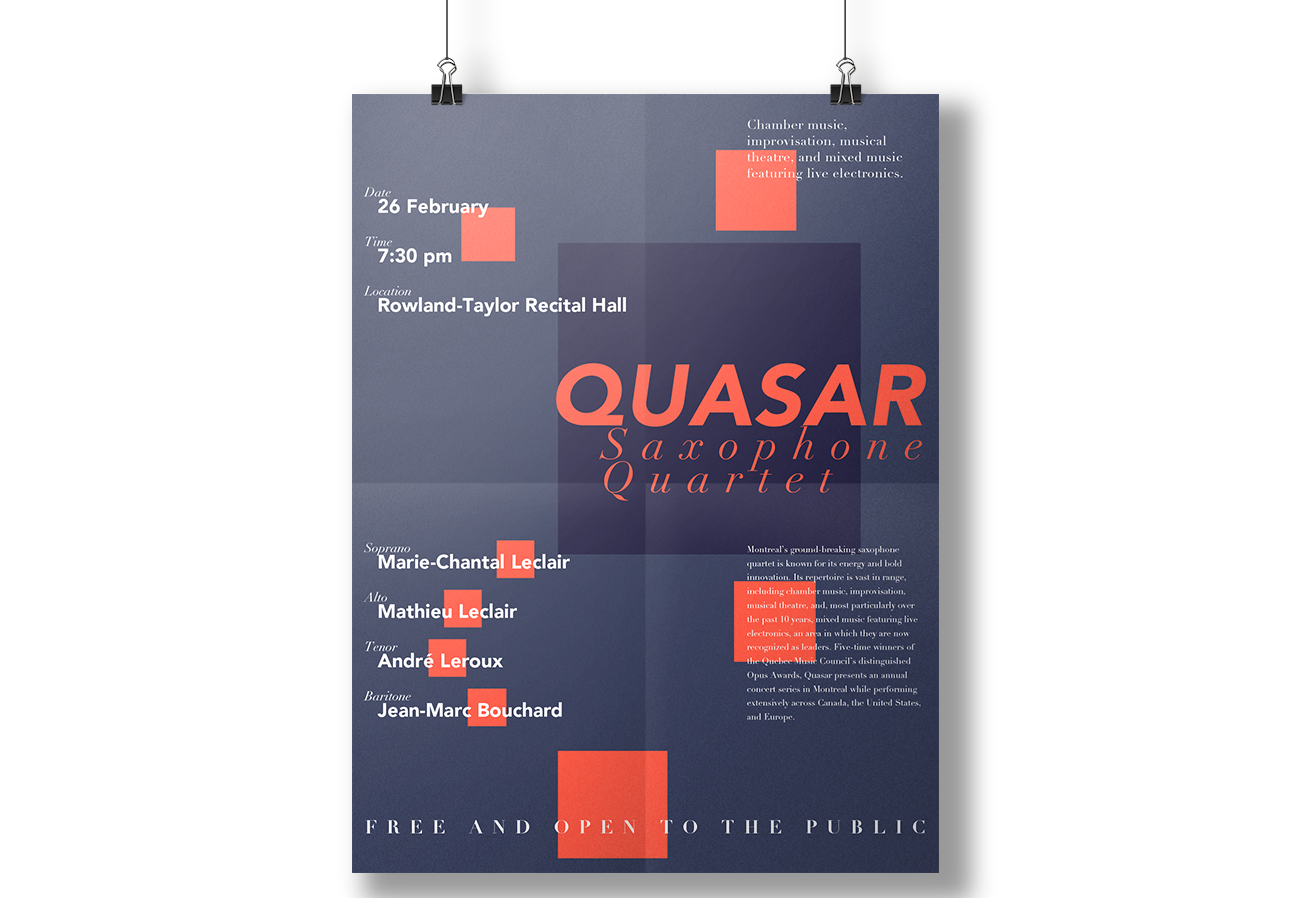 Chamber music,
improvisation, musical
theatre, and mixed music
featuring live electronics.
Date
26 February
Time
7:30 pm
Location
Rowland-Taylor Recital Hall
QUASAR
Saxophone
Quartet
Soprano
Marie-Chantal Leclair
Alto
Mathieu Leclair
Tenor
André Leroux
Baritone
Jean-Marc Bouchard
Montreal's ground-breaking saxophone
quartet is known for its energy and bold
innovation. Its repertoire is vast in range,
including chamber music, improvisation,
musical theatre, and, most particularly over
the past 10 years, mixed music featuring live
electronics, an area in which they are now
recognized as leaders. Five-time winners of
the Quebec Music Council's distinguished
Opus Awards, Quasar presents an annual
concert series in Montreal while performing
extensively across Canada, the United States,
and Europe.
FREE AND OPEN TO THE PUBLIC